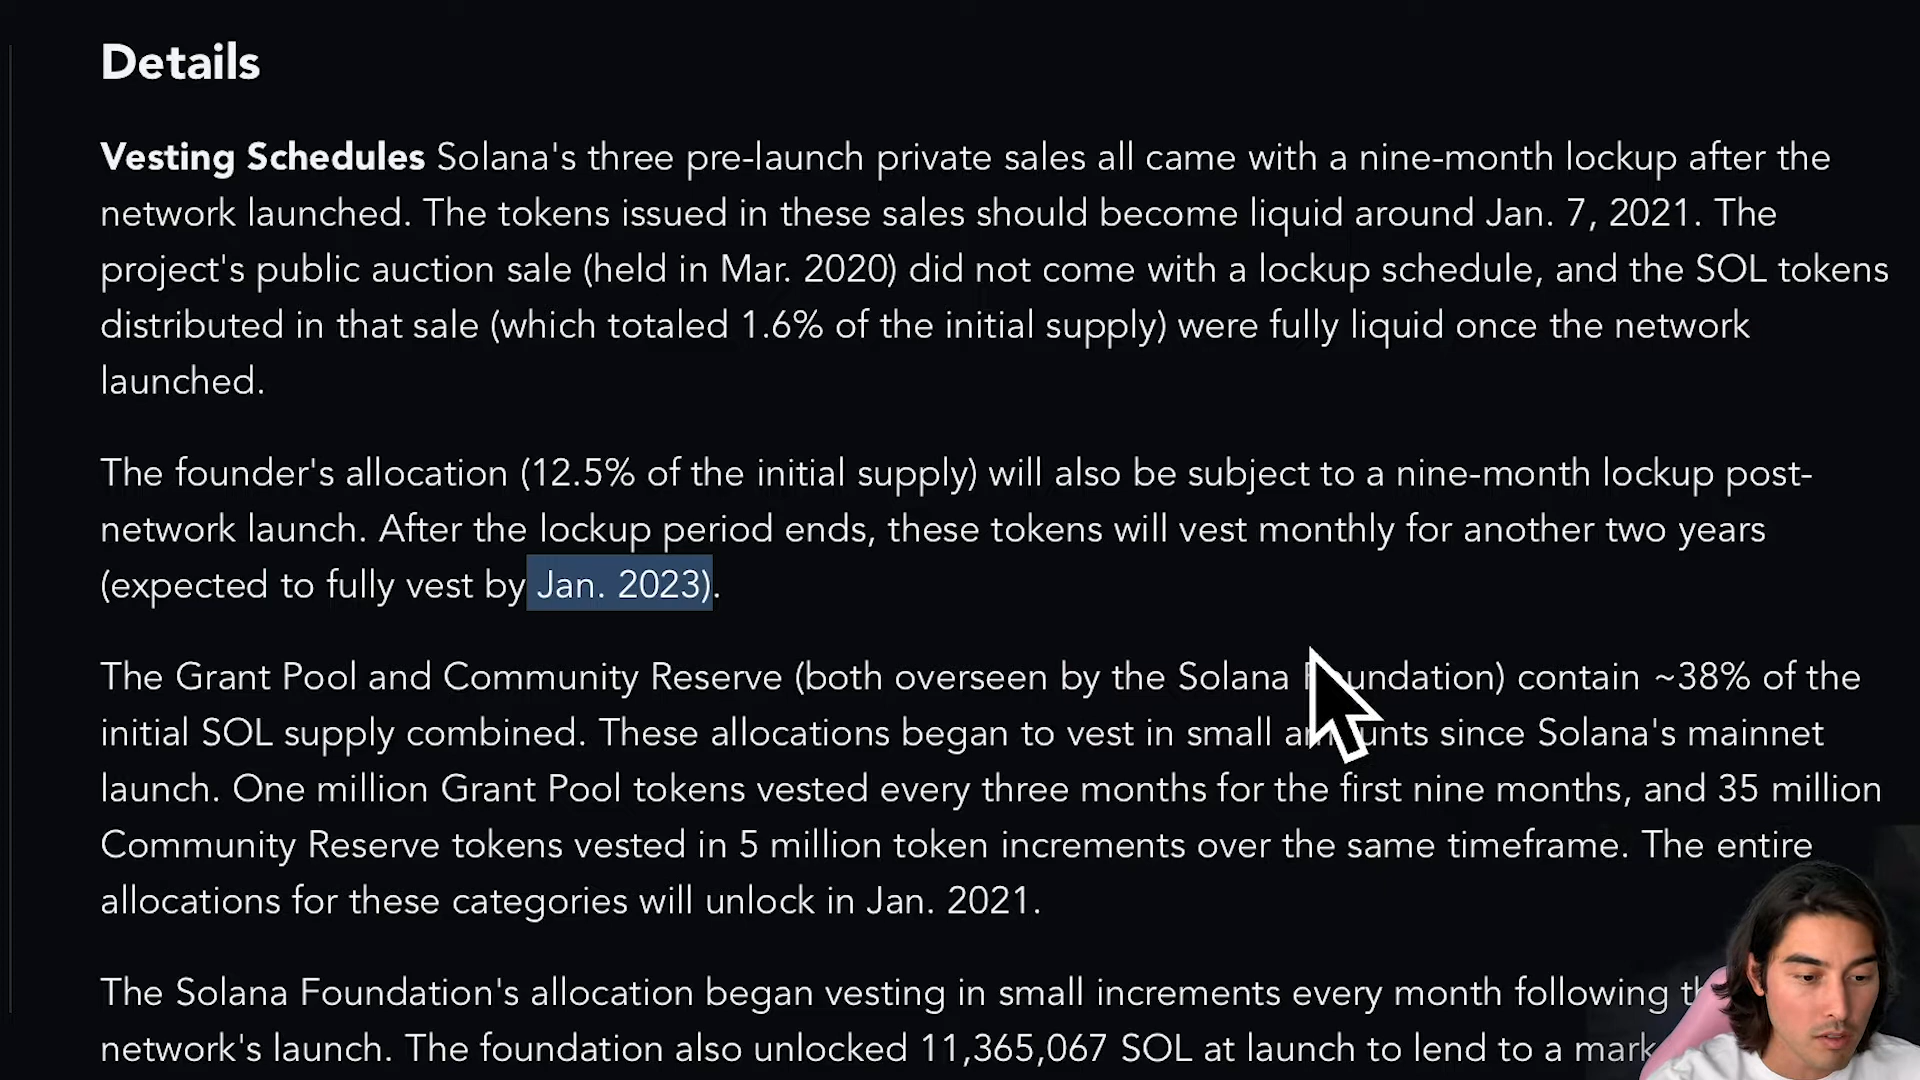 Details
Vesting Schedules Solana's three pre-launch private sales all came with a nine-month lockup after the
network launched. The tokens issued in these sales should become liquid around Jan. 7, 2021. The
project's public auction sale (held in Mar. 2020) did not come with a lockup schedule, and the SOL tokens
distributed in that sale (which totaled 1.6% of the initial supply) were fully liquid once the network
launched.
The founder's allocation (12.5% of the initial supply) will also be subject to a nine-month lockup post-
network launch. After the lockup period ends, these tokens will vest monthly for another two years
(expected to fully vest by Jan. 2023).
The Grant Pool and Community Reserve (both overseen by the Solana Foundation) contain ~38% of the
initial SOL supply combined. These allocations began to vest in small amounts since Solana's mainnet
launch. One million Grant Pool tokens vested every three months for the first nine months, and 35 million
Community Reserve tokens vested in 5 million token increments over the same timeframe. The entire
allocations for these categories will unlock in Jan. 2021.
The Solana Foundation's allocation began vesting in small increments every month following
network's launch. The foundation also unlocked 11,365,067 SOL at launch to lend to a